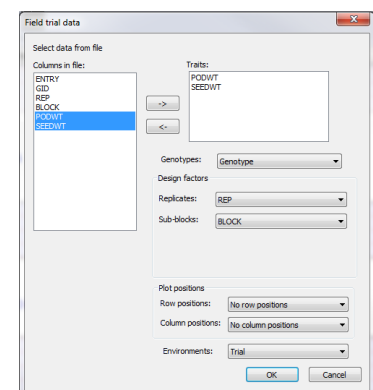 Field trial data
Select data from file
Columns in file:
ENTRY
GID
REP
BLOCK
PODWT
SEEDWT
Traits:
PODWT
SEEDWT
->
<-
Genotypes: Genotype
Design factors
Replicates: REP
Sub-blocks: BLOCK
Plot positions
Row positions: No row positions
Column positions: No column positions
Environments: Trial
OK Cancel